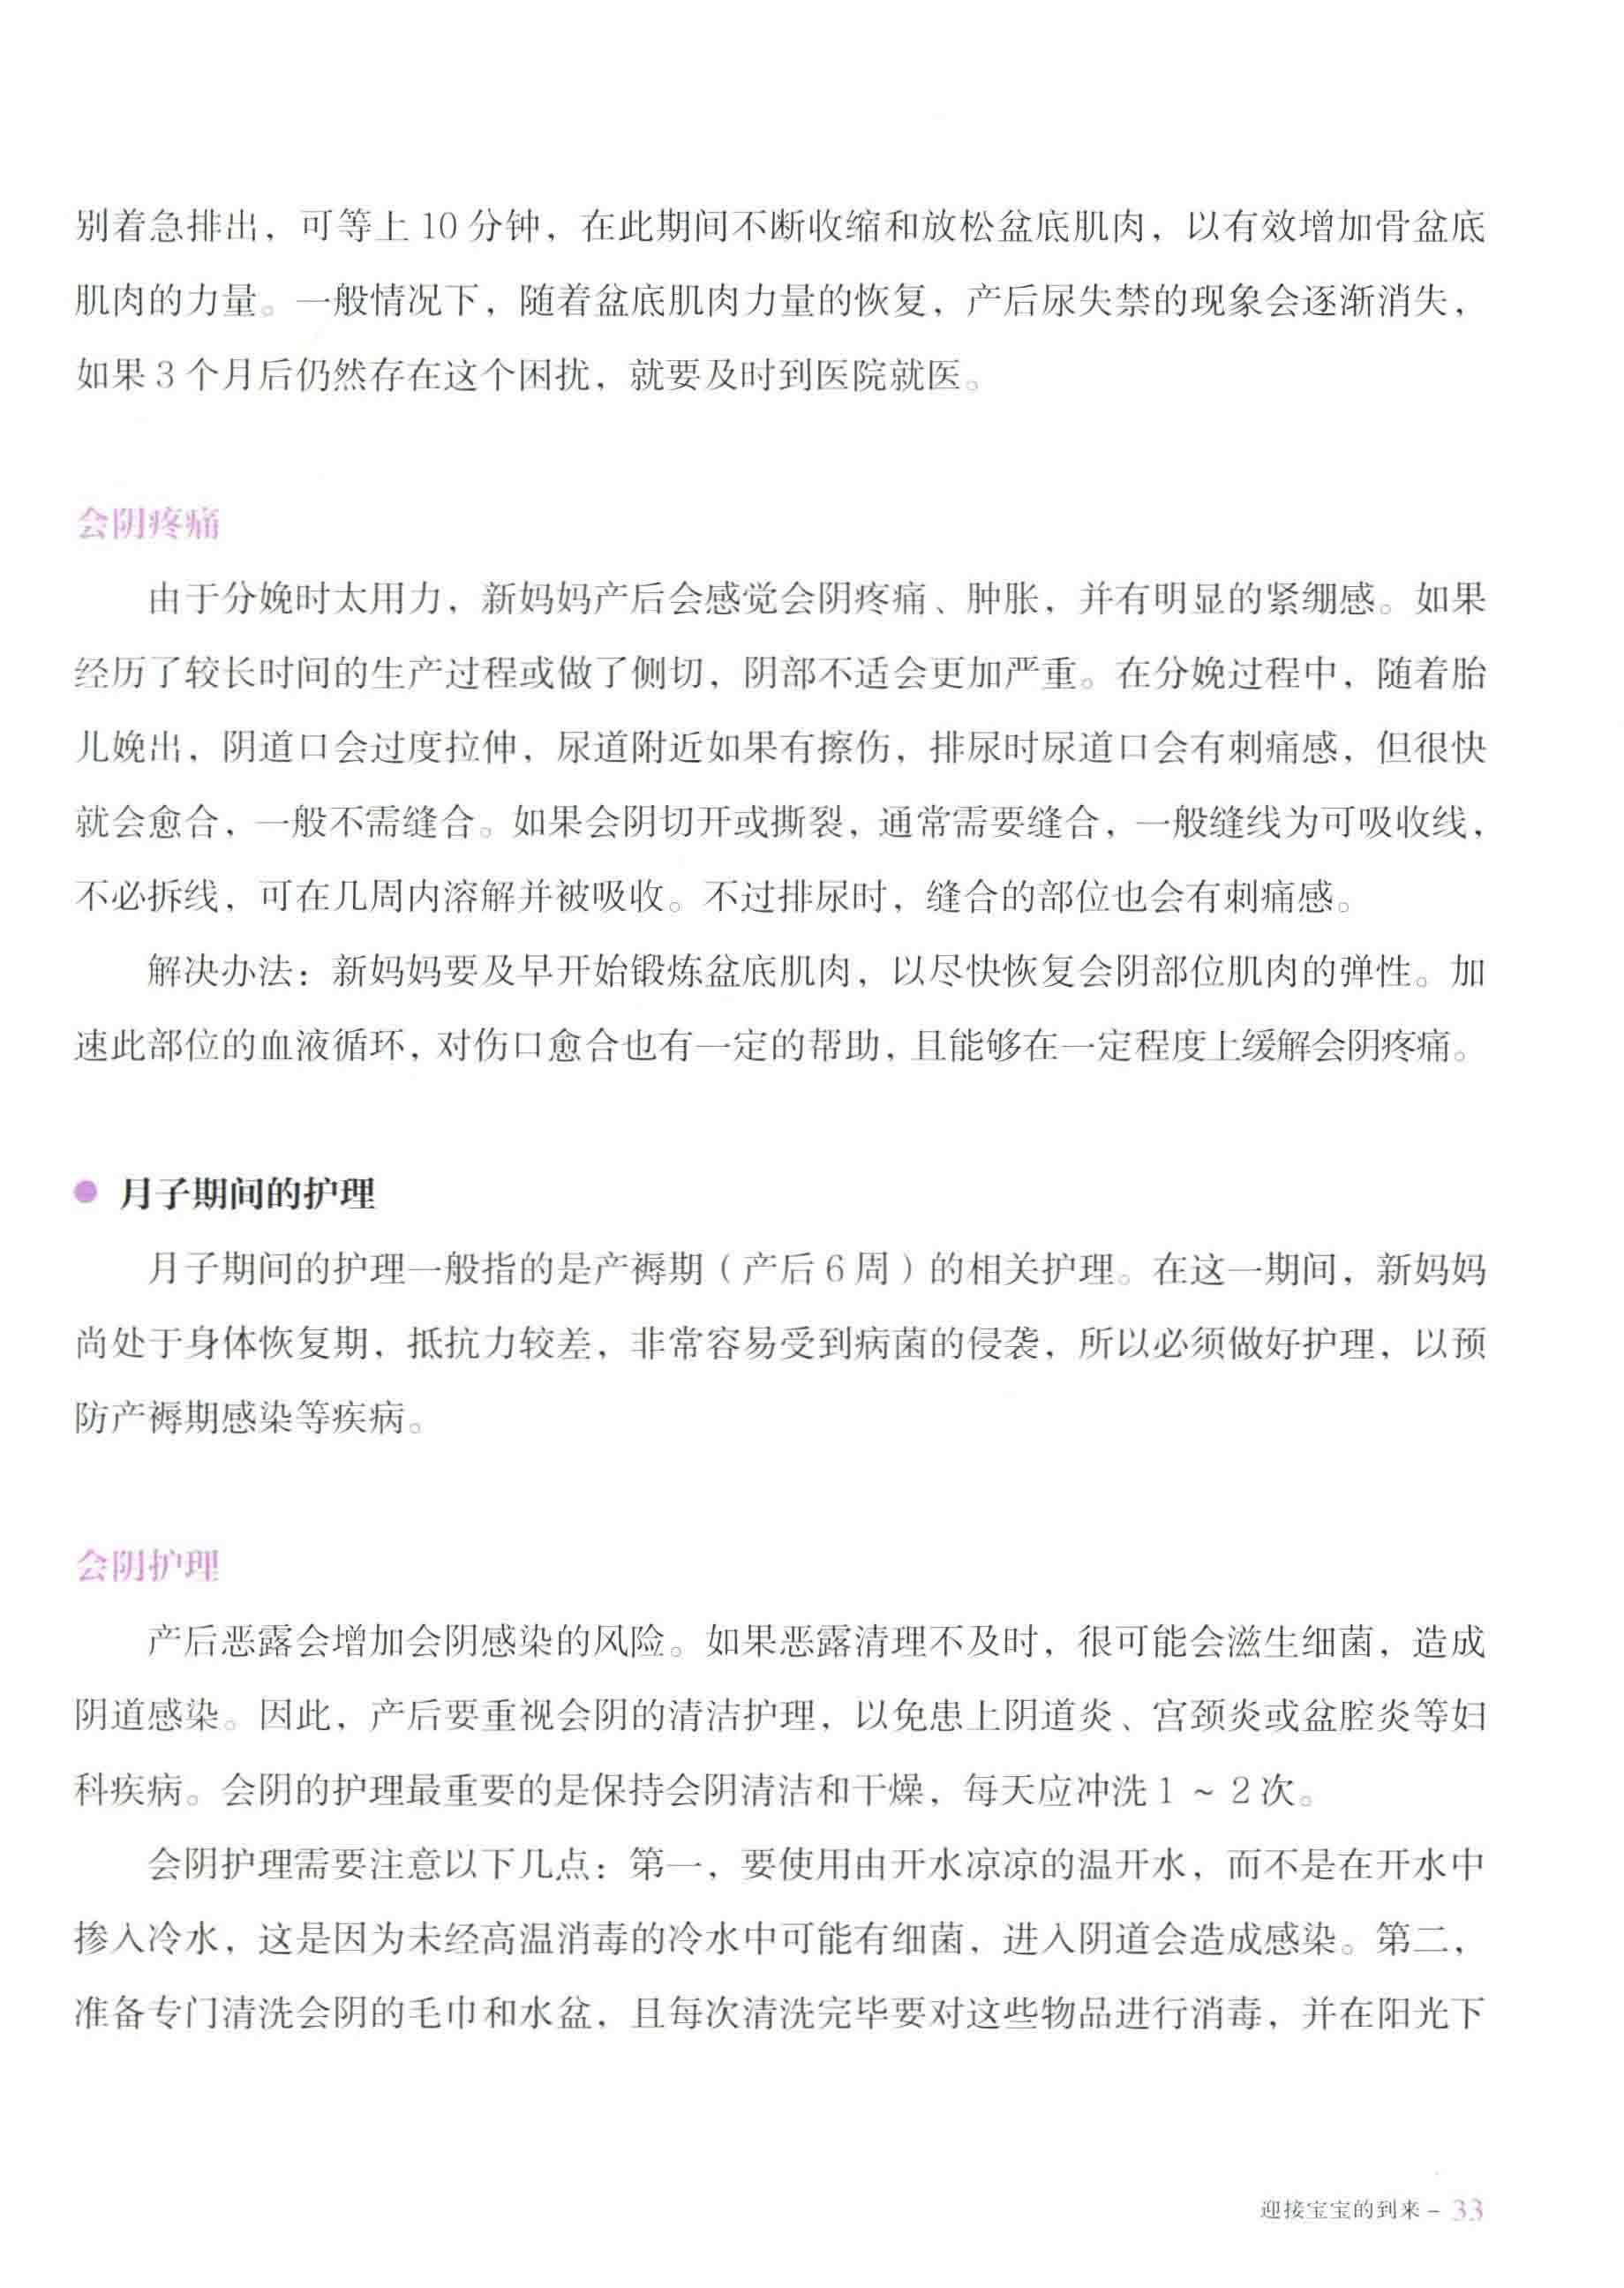 别着急排出，可等上 10 分钟，在此期间不断收缩和放松盆底肌肉，以有效增加骨盆底
肌肉的力量。一般情况下，随着盆底肌肉力量的恢复，产后尿失禁的现象会逐渐消失，
如果 3 个月后仍然存在这个困扰，就要及时到医院就医。
会阴疼痛
由于分娩时太用力，新妈妈产后会感觉会阴疼痛、肿胀，并有明显的紧绷感。如果
经历了较长时间的生产过程或做了侧切，阴部不适会更加严重。在分娩过程中，随着胎
儿娩出，阴道口会过度拉伸，尿道附近如果有擦伤，排尿时尿道口会有刺痛感，但很快
就会愈合，一般不需缝合。如果会阴切开或撕裂，通常需要缝合，一般缝线为可吸收线，
不必拆线，可在几周内溶解并被吸收。不过排尿时，缝合的部位也会有刺痛感。
解决办法：新妈妈要及早开始锻炼盆底肌肉，以尽快恢复会阴部位肌肉的弹性。加
速此部位的血液循环，对伤口愈合也有一定的帮助，且能够在一定程度上缓解会阴疼痛。
● 月子期间的护理
月子期间的护理一般指的是产褥期（产后 6 周）的相关护理。在这一期间，新妈妈
尚处于身体恢复期，抵抗力较差，非常容易受到病菌的侵袭，所以必须做好护理，以预
防产褥期感染等疾病。
会阴护理
产后恶露会增加会阴感染的风险。如果恶露清理不及时，很可能会滋生细菌，造成
阴道感染。因此，产后要重视会阴的清洁护理，以免患上阴道炎、宫颈炎或盆腔炎等妇
科疾病。会阴的护理最重要的是保持会阴清洁和干燥，每天应冲洗 1 ~ 2 次。
会阴护理需要注意以下几点：第一，要使用由开水凉凉的温开水，而不是在开水中
掺入冷水，这是因为未经高温消毒的冷水中可能有细菌，进入阴道会造成感染。第二，
准备专门清洗会阴的毛巾和水盆，且每次清洗完毕要对这些物品进行消毒，并在阳光下
迎接宝宝的到来 – 33